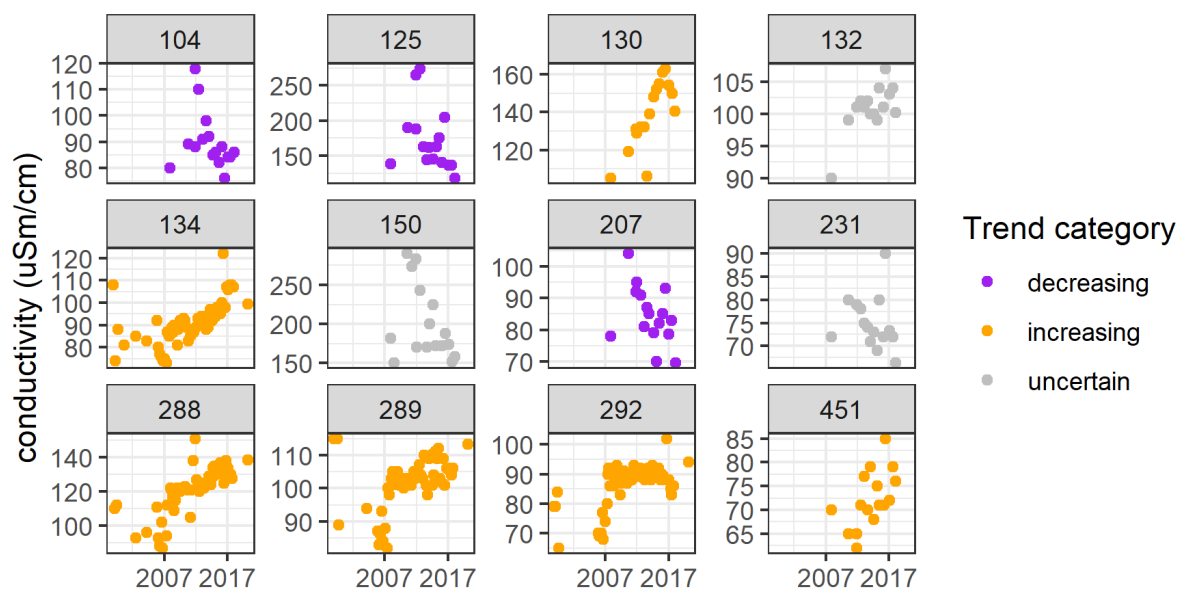 104 125 130 132
120 110 100 90 80
250 200 150
160 140 120
105 100 95 90
conductivity (uSm/cm)
134 150 207 231
120 110 100 90 80
250 200 150
100 90 80 70
90 85 80 75 70
Trend category
decreasing
increasing
uncertain
288 289 292 451
140 120 100
110 100 90
100 90 80 70
85 80 75 70 65
2007 2017 2007 2017 2007 2017 2007 2017